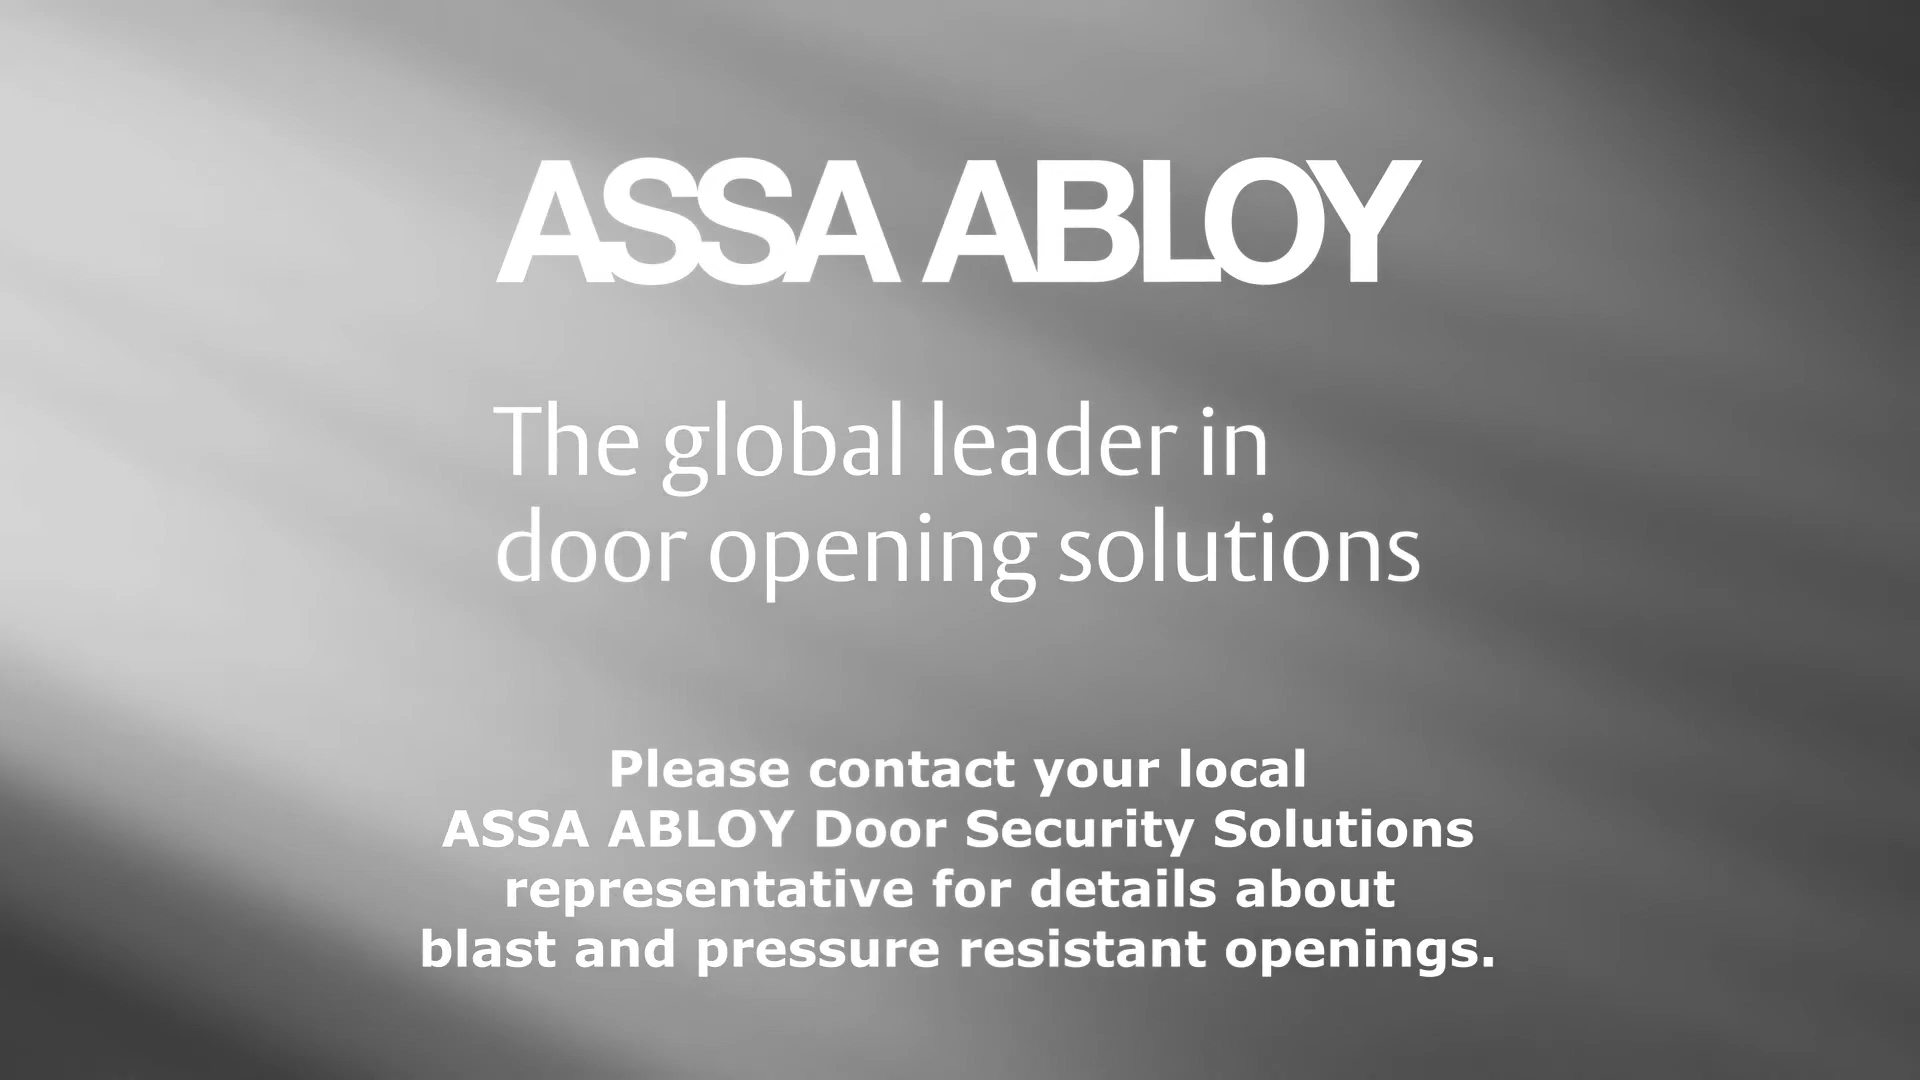 ASSA ABLOY
The global leader in
door opening solutions
Please contact your local
ASSA ABLOY Door Security Solutions
representative for details about
blast and pressure resistant openings.